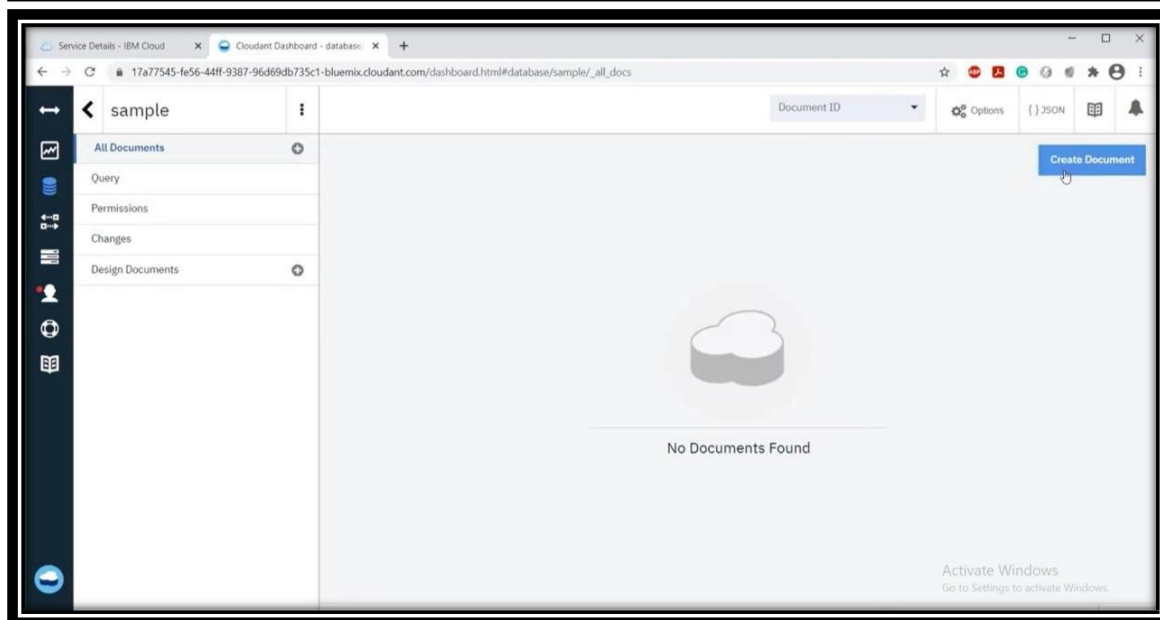 Service Details - IBM Cloud
Cloudant Dashboard - database
17a77545-fe56-44ff-9387-96d69db735c1-bluemix.cloudant.com/dashboard.html#database/sample/_all_docs
ABP
sample
Document ID
Options
{ } JSON
All Documents
Create Document
Query
Permissions
Changes
Design Documents
No Documents Found
Activate Windows
Go to Settings to activate Windows.